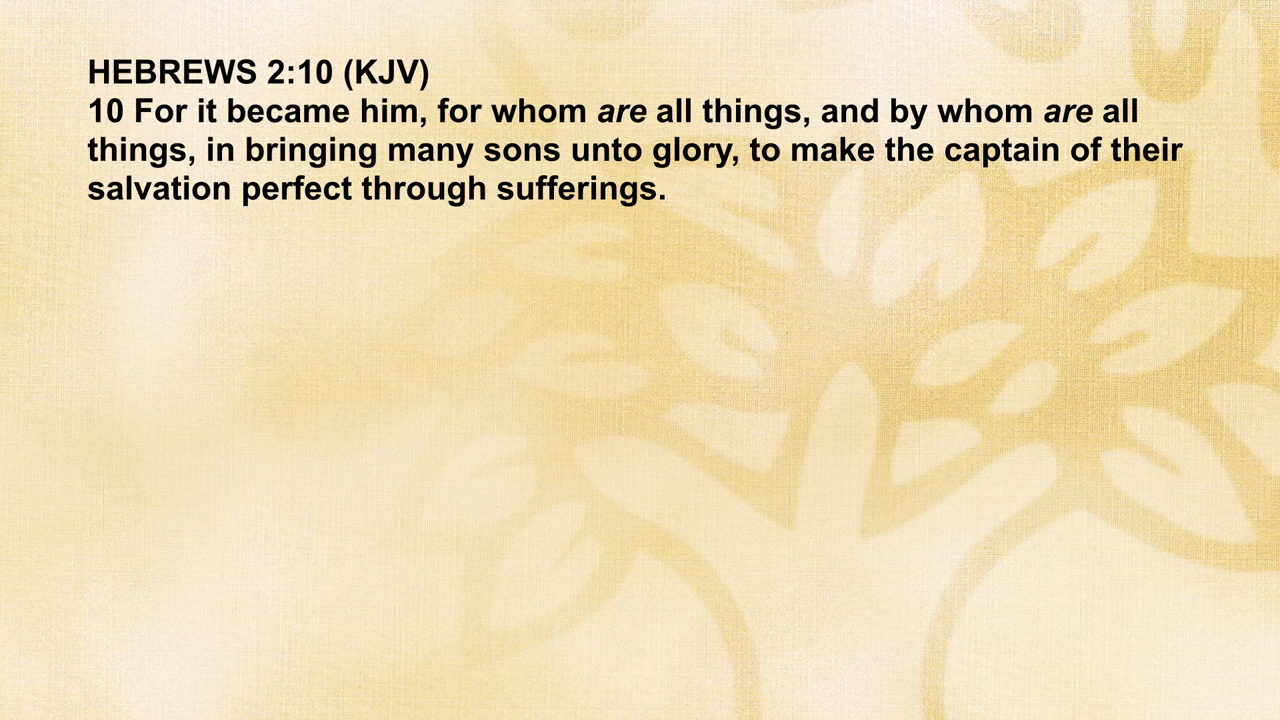 HEBREWS 2:10 (KJV)
10 For it became him, for whom are all things, and by whom are all
things, in bringing many sons unto glory, to make the captain of their
salvation perfect through sufferings.